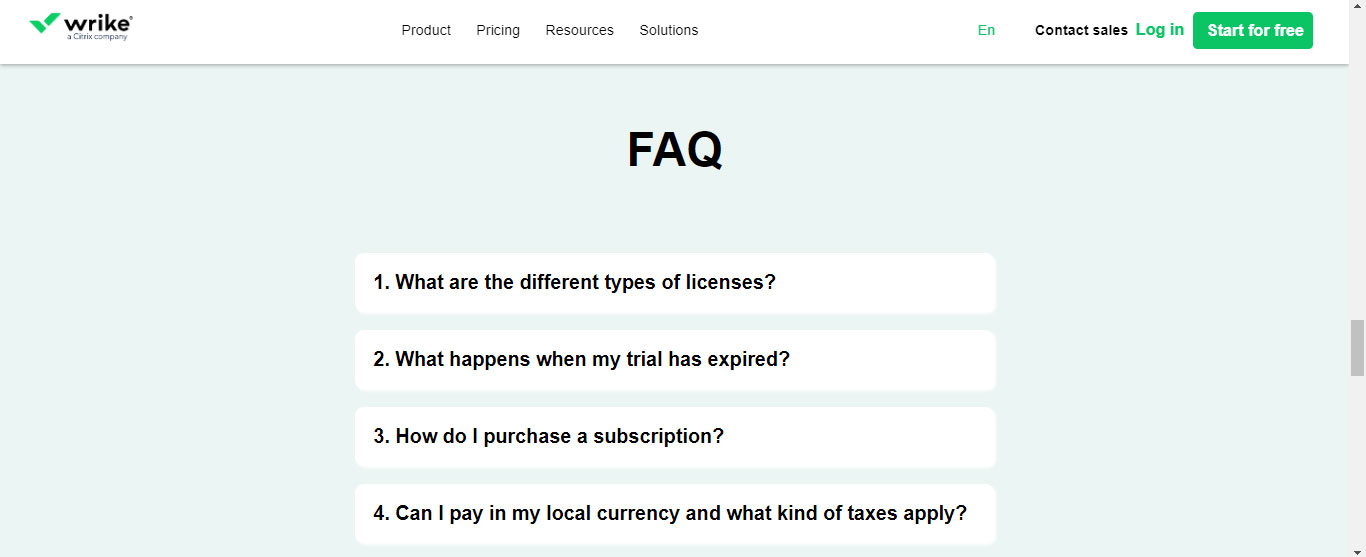 wrike
a Citrix company
Product Pricing Resources Solutions En Contact sales Log in Start for free
FAQ
1. What are the different types of licenses?
2. What happens when my trial has expired?
3. How do I purchase a subscription?
4. Can I pay in my local currency and what kind of taxes apply?